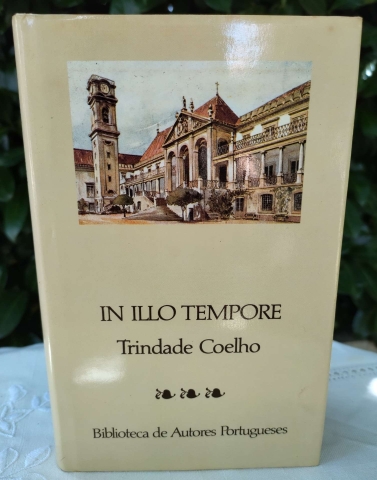 IN ILLO TEMPORE
Trindade Coelho
Biblioteca de Autores Portugueses